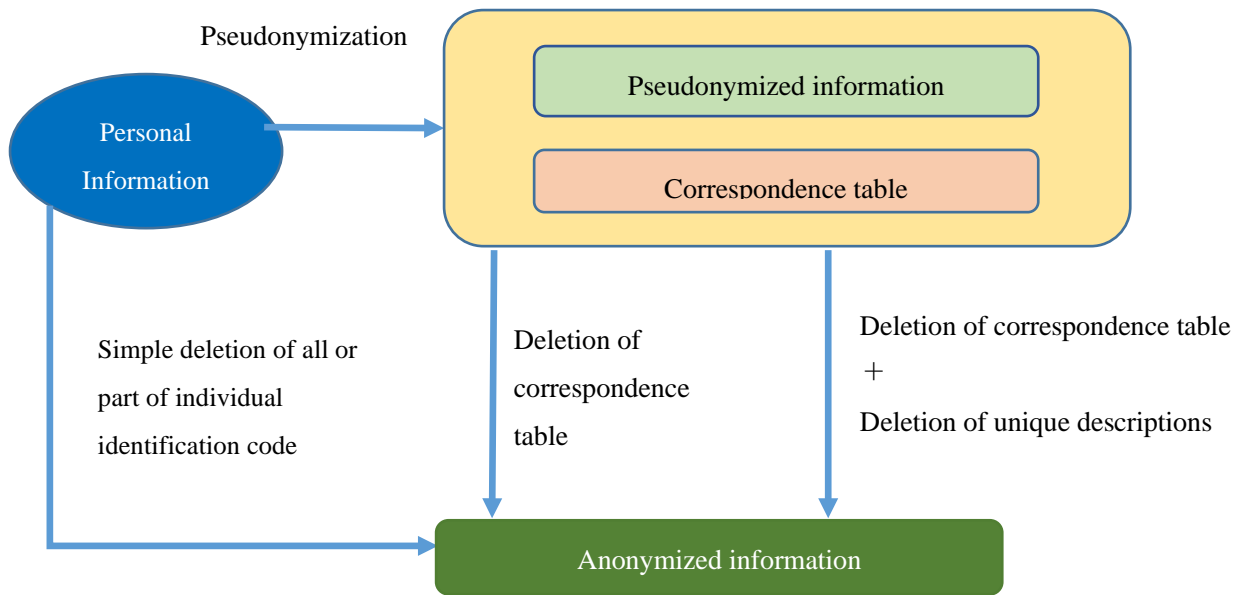 Pseudonymization
Pseudonymized information
Personal
Information
Correspondence table
Simple deletion of all or
part of individual
identification code
Deletion of
correspondence
table
Deletion of correspondence table
+
Deletion of unique descriptions
Anonymized information